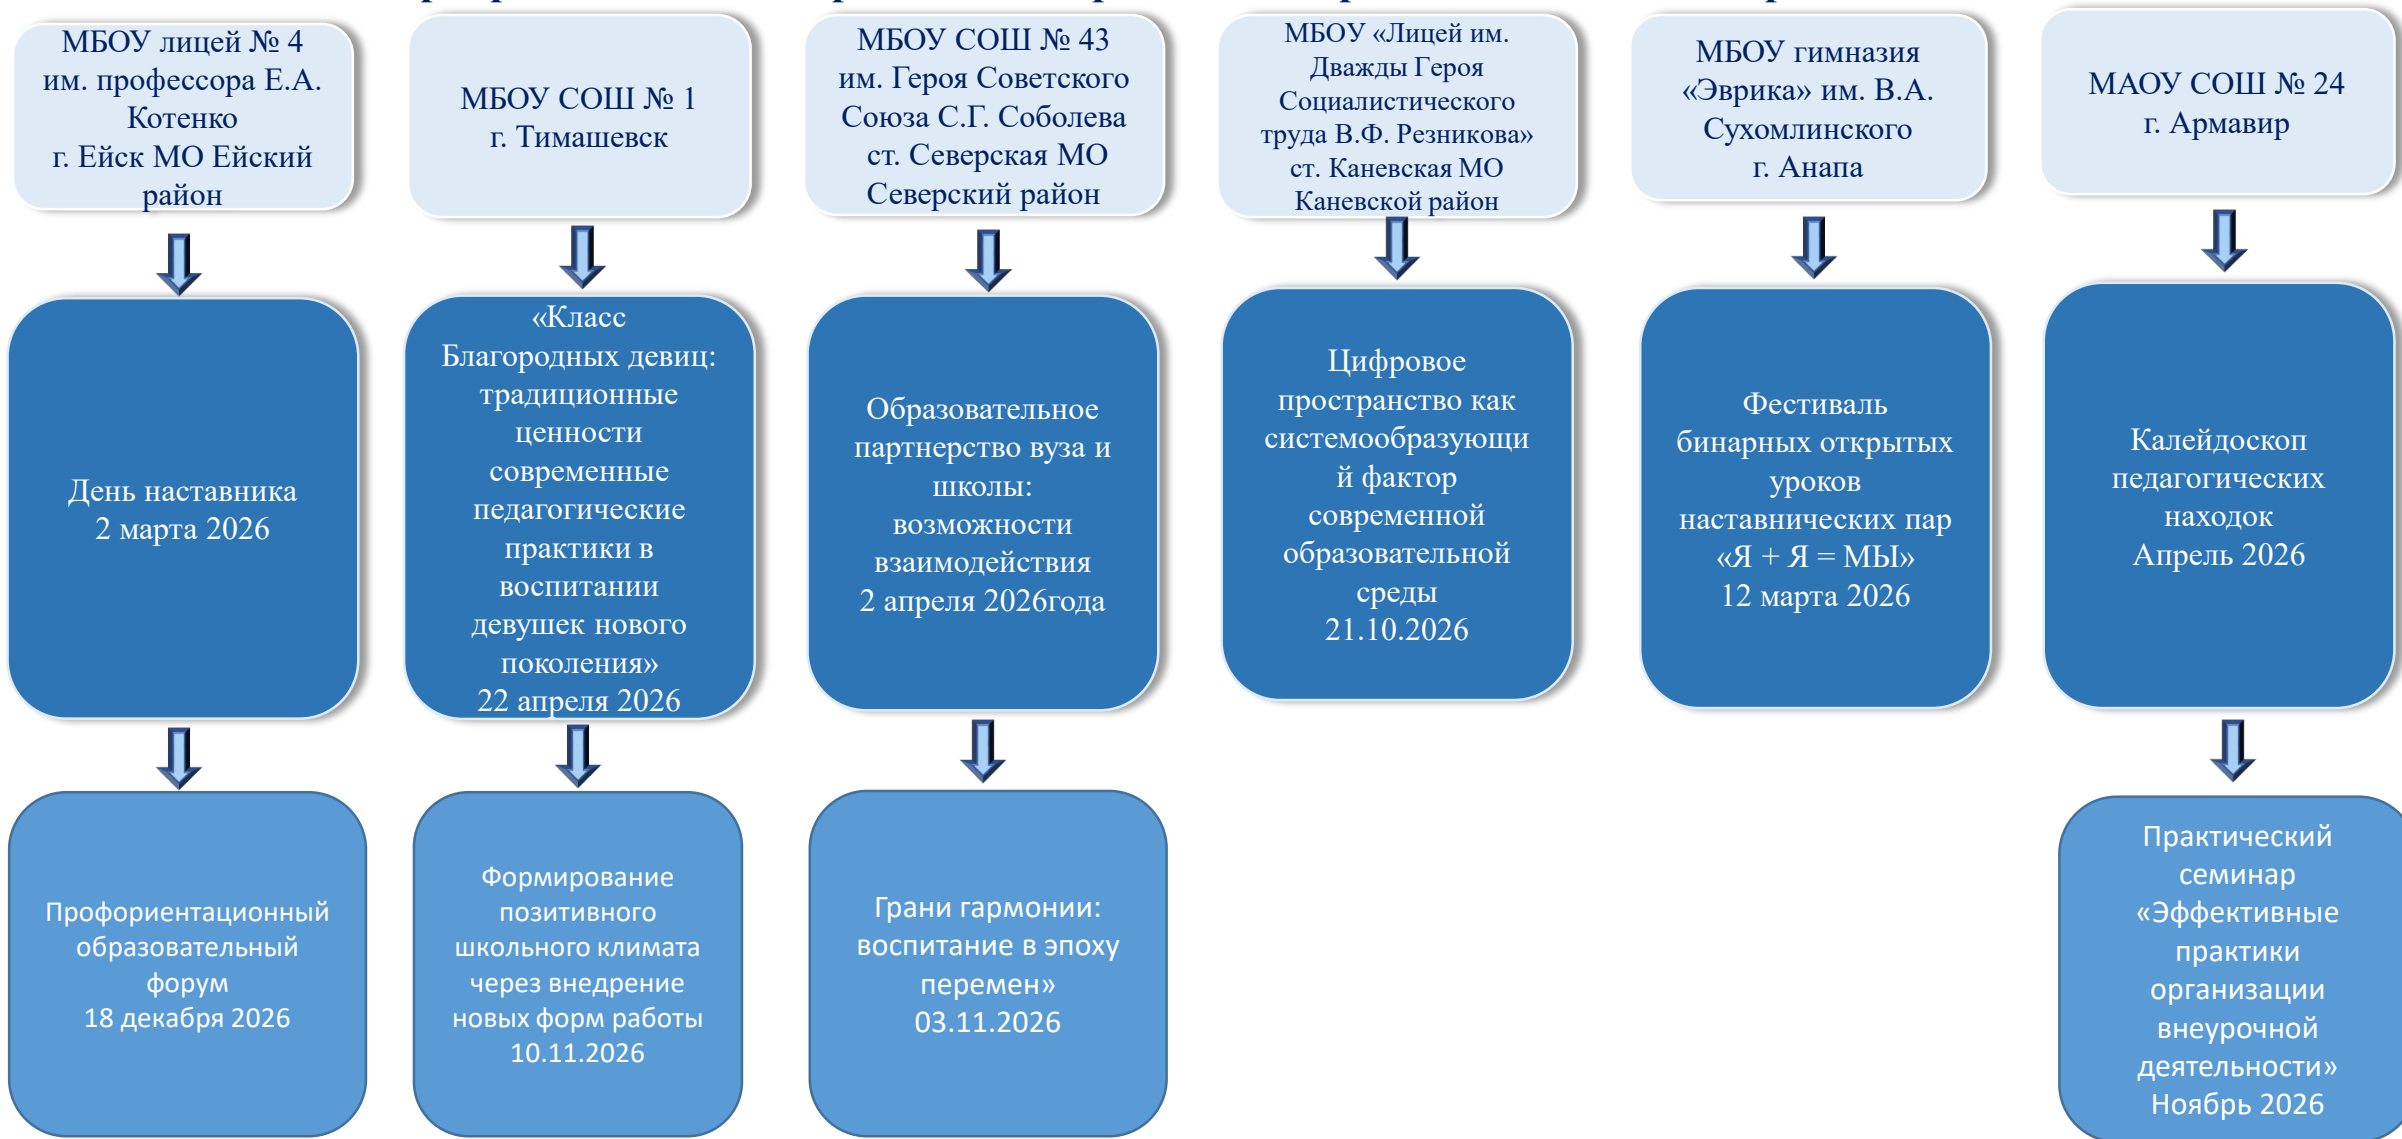 МБОУ лицей № 4
им. профессора Е.А.
Котенко
г. Ейск МО Ейский
район
МБОУ СОШ № 1
г. Тимашевск
МБОУ СОШ № 43
им. Героя Советского
Союза С.Г. Соболева
ст. Северская МО
Северский район
МБОУ «Лицей им.
Дважды Героя
Социалистического
труда В.Ф. Резникова»
ст. Каневская МО
Каневской район
МБОУ гимназия
«Эврика» им. В.А.
Сухомлинского
г. Анапа
МАОУ СОШ № 24
г. Армавир
День наставника
2 марта 2026
«Класс
Благородных девиц:
традиционные
ценности
современные
педагогические
практики в
воспитании
девушек нового
поколения»
22 апреля 2026
Образовательное
партнерство вуза и
школы:
возможности
взаимодействия
2 апреля 2026года
Цифровое
пространство как
системообразующи
й фактор
современной
образовательной
среды
21.10.2026
Фестиваль
бинарных открытых
уроков
наставнических пар
«Я + Я = МЫ»
12 марта 2026
Калейдоскоп
педагогических
находок
Апрель 2026
Профориентационный
образовательный
форум
18 декабря 2026
Формирование
позитивного
школьного климата
через внедрение
новых форм работы
10.11.2026
Грани гармонии:
воспитание в эпоху
перемен»
03.11.2026
Практический
семинар
«Эффективные
практики
организации
внеурочной
деятельности»
Ноябрь 2026